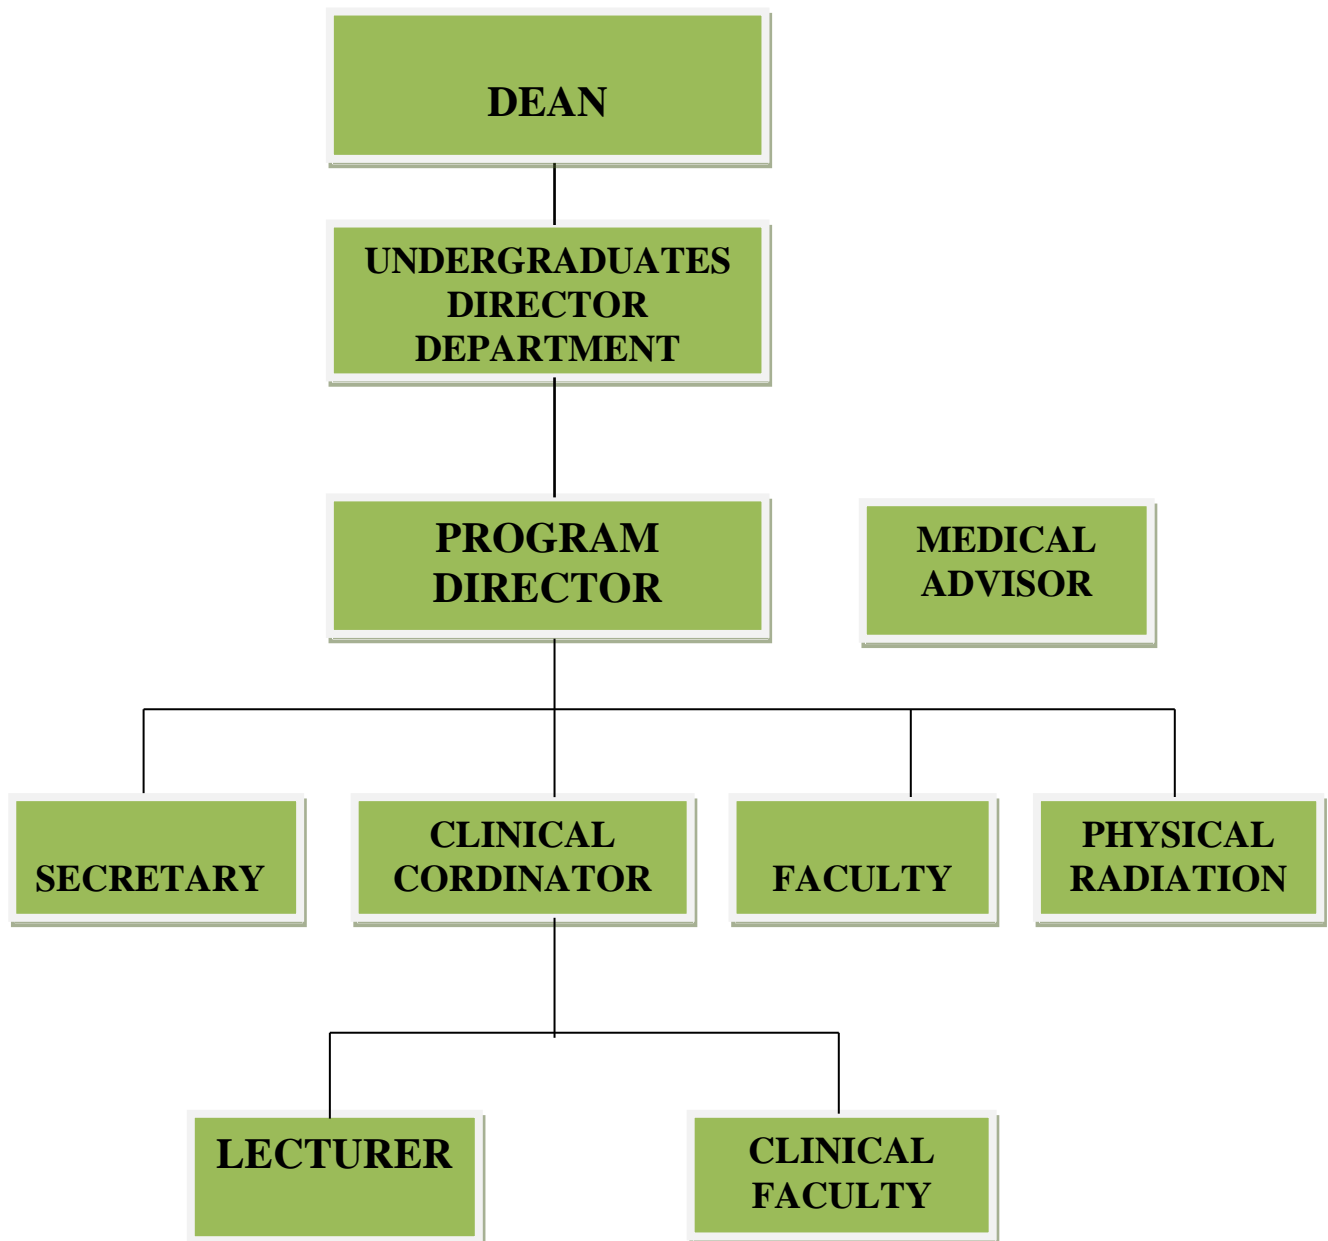 DEAN
UNDERGRADUATES
DIRECTOR
DEPARTMENT
PROGRAM
DIRECTOR
MEDICAL
ADVISOR
SECRETARY
CLINICAL
CORDINATOR
FACULTY
PHYSICAL
RADIATION
LECTURER
CLINICAL
FACULTY